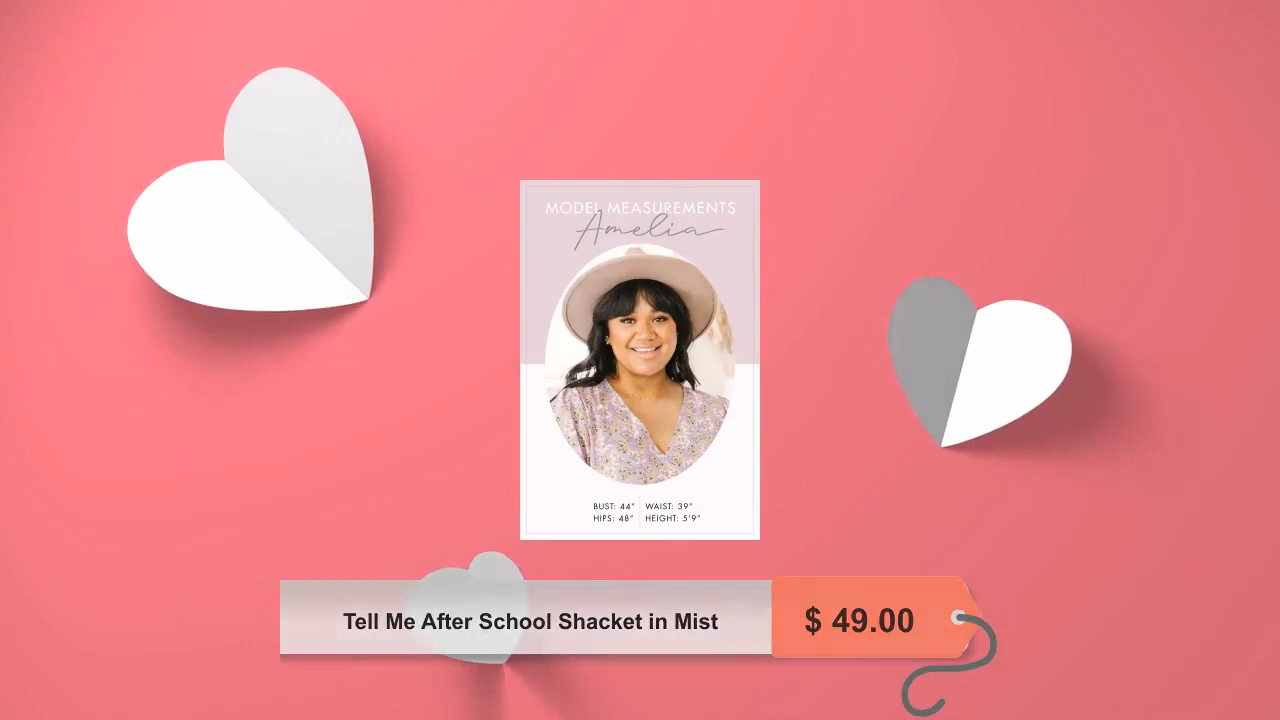 MODEL MEASUREMENTS
Amelia
BUST: 44" WAIST: 39"
HIPS: 48" HEIGHT: 5'9"
Tell Me After School Shacket in Mist
$ 49.00